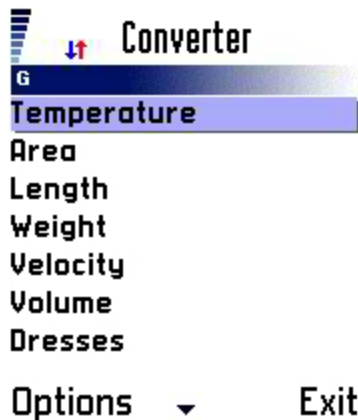 Converter
G
Temperature
Area
Length
Weight
Velocity
Volume
Dresses
Options Exit